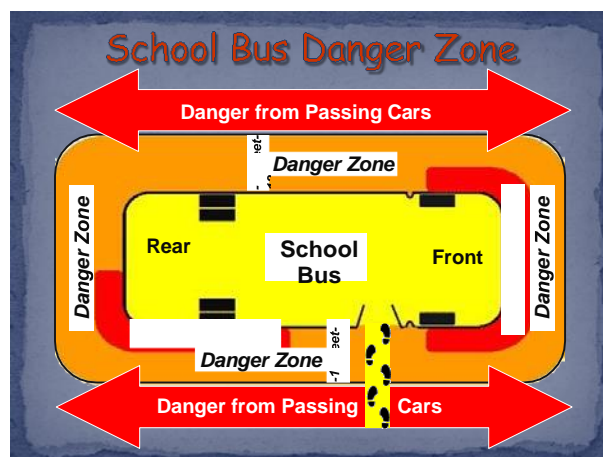 School Bus Danger Zone
Danger from Passing Cars
Danger Zone
Danger Zone
Rear
School
Bus
Front
Danger Zone
Danger Zone
Danger from Passing Cars